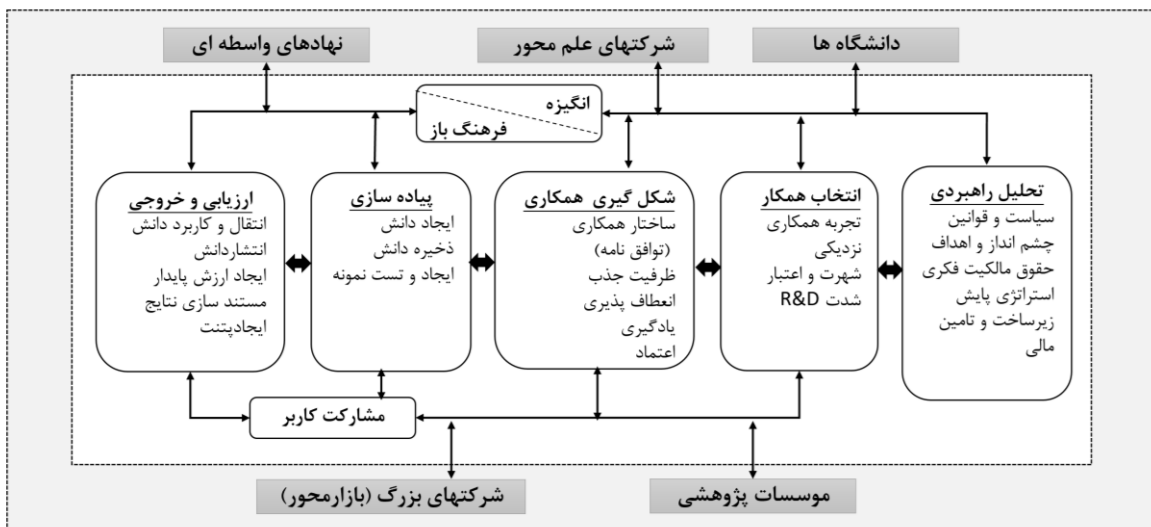 دانشگاه ها
شرکتهای علم محور
نهادهای واسطه ای
انگیزه
فرهنگ باز
تحلیل راهبردی
سیاست و قوانین
چشم انداز و اهداف
حقوق مالکیت فکری
استراتژی پایش
زیرساخت و تامین
مالی
انتخاب همکار
تجربه همکاری
نزدیکی
شهرت و اعتبار
شدت R&D
شکل گیری همکاری
ساختار همکاری
(توافق نامه)
ظرفیت جذب
انعطاف پذیری
یادگیری
اعتماد
پیاده سازی
ایجاد دانش
ذخیره دانش
ایجاد و تست نمونه
ارزیابی و خروجی
انتقال و کاربرد دانش
انتشاردانش
ایجاد ارزش پایدار
مستند سازی نتایج
ایجادپتنت
مشارکت کاربر
موسسات پژوهشی
شرکتهای بزرگ (بازارمحور)